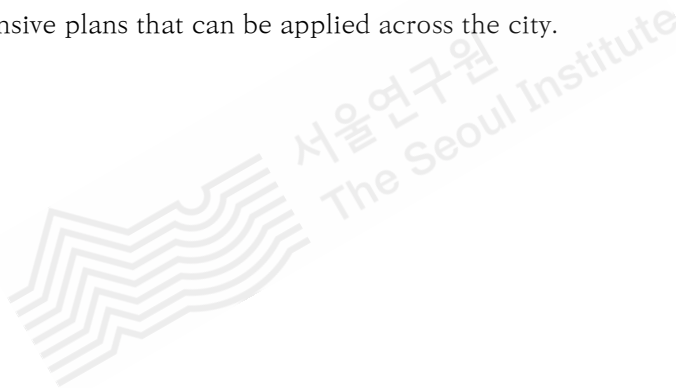 nsive plans that can be applied across the city.
서울연구원
The Seoul Institute